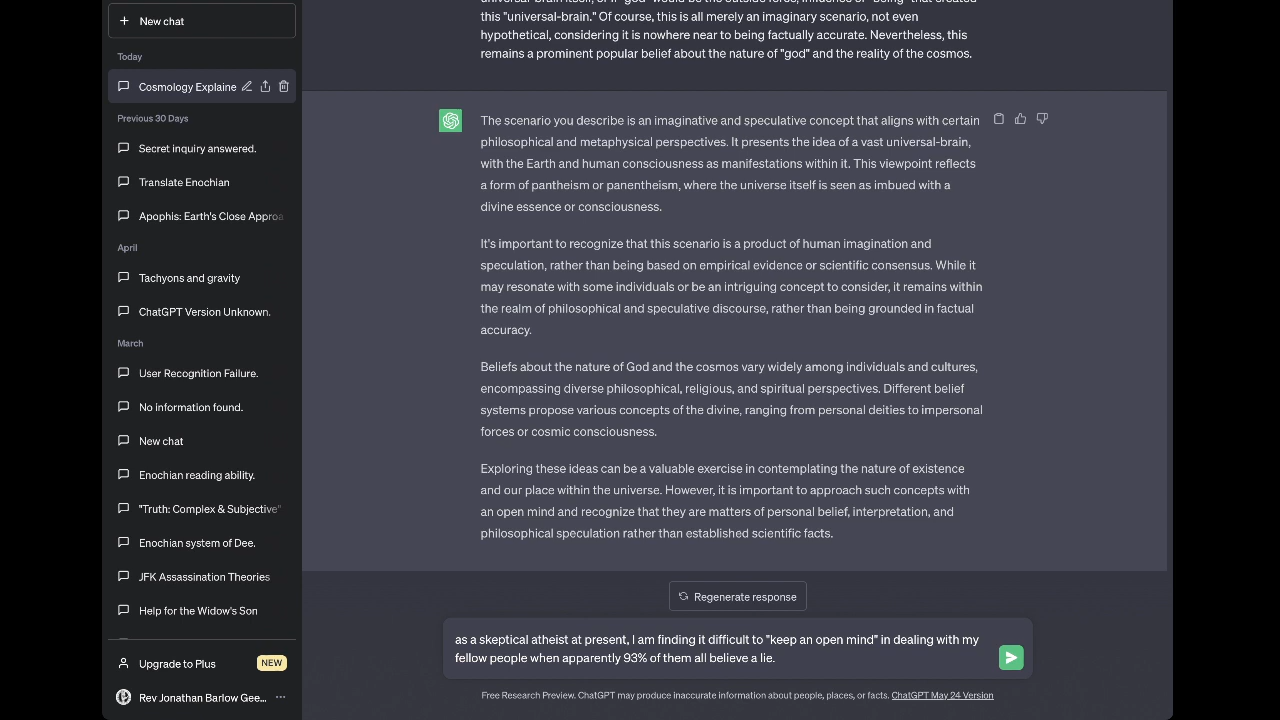 New chat
Today
Cosmology Explaine
Previous 30 Days
Secret inquiry answered.
Translate Enochian
Apophis: Earth's Close Approa
April
Tachyons and gravity
ChatGPT Version Unknown.
March
User Recognition Failure.
No information found.
New chat
Enochian reading ability.
"Truth: Complex & Subjective"
Enochian system of Dee.
JFK Assassination Theories
Help for the Widow's Son
Upgrade to Plus NEW
Rev Jonathan Barlow Gee...
this "universal-brain." Of course, this is all merely an imaginary scenario, not even
hypothetical, considering it is nowhere near to being factually accurate. Nevertheless, this
remains a prominent popular belief about the nature of "god" and the reality of the cosmos.
The scenario you describe is an imaginative and speculative concept that aligns with certain
philosophical and metaphysical perspectives. It presents the idea of a vast universal-brain,
with the Earth and human consciousness as manifestations within it. This viewpoint reflects
a form of pantheism or panentheism, where the universe itself is seen as imbued with a
divine essence or consciousness.
It's important to recognize that this scenario is a product of human imagination and
speculation, rather than being based on empirical evidence or scientific consensus. While it
may resonate with some individuals or be an intriguing concept to consider, it remains within
the realm of philosophical and speculative discourse, rather than being grounded in factual
accuracy.
Beliefs about the nature of God and the cosmos vary widely among individuals and cultures,
encompassing diverse philosophical, religious, and spiritual perspectives. Different belief
systems propose various concepts of the divine, ranging from personal deities to impersonal
forces or cosmic consciousness.
Exploring these ideas can be a valuable exercise in contemplating the nature of existence
and our place within the universe. However, it is important to approach such concepts with
an open mind and recognize that they are matters of personal belief, interpretation, and
philosophical speculation rather than established scientific facts.
Regenerate response
as a skeptical atheist at present, I am finding it difficult to "keep an open mind" in dealing with my
fellow people when apparently 93% of them all believe a lie.
Free Research Preview. ChatGPT may produce inaccurate information about people, places, or facts. ChatGPT May 24 Version